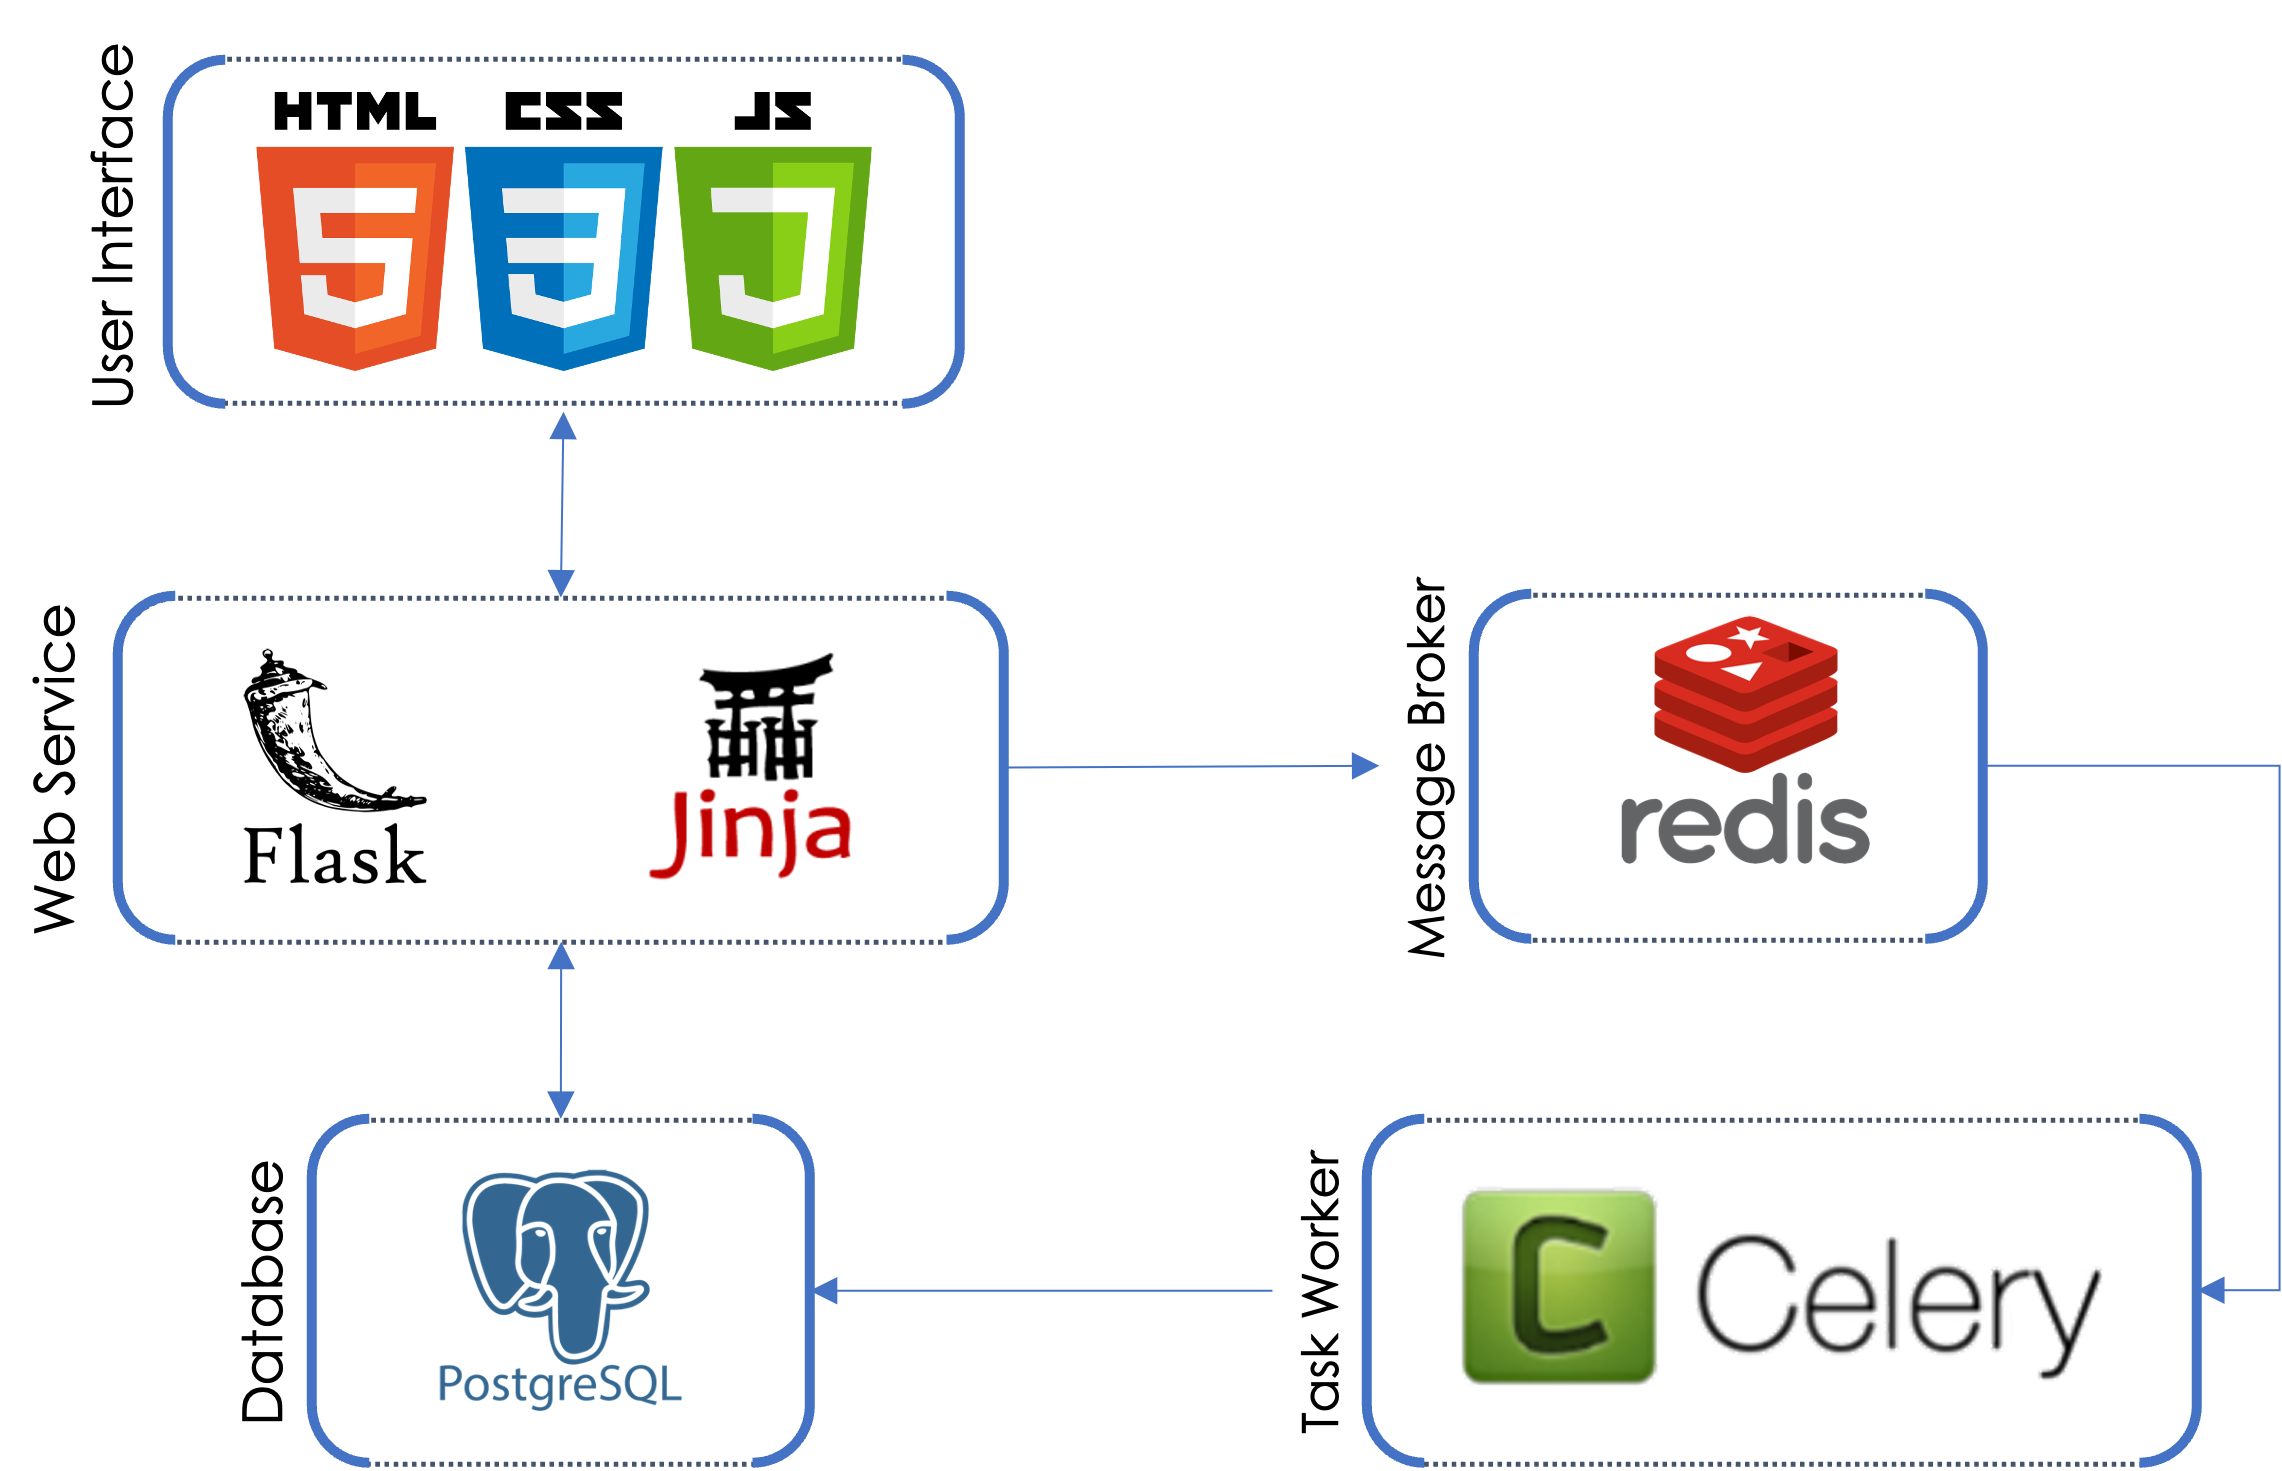 User Interface
HTML CSS JS
Web Service
Flask
Jinja
Message Broker
redis
Database
PostgreSQL
Task Worker
C Celery